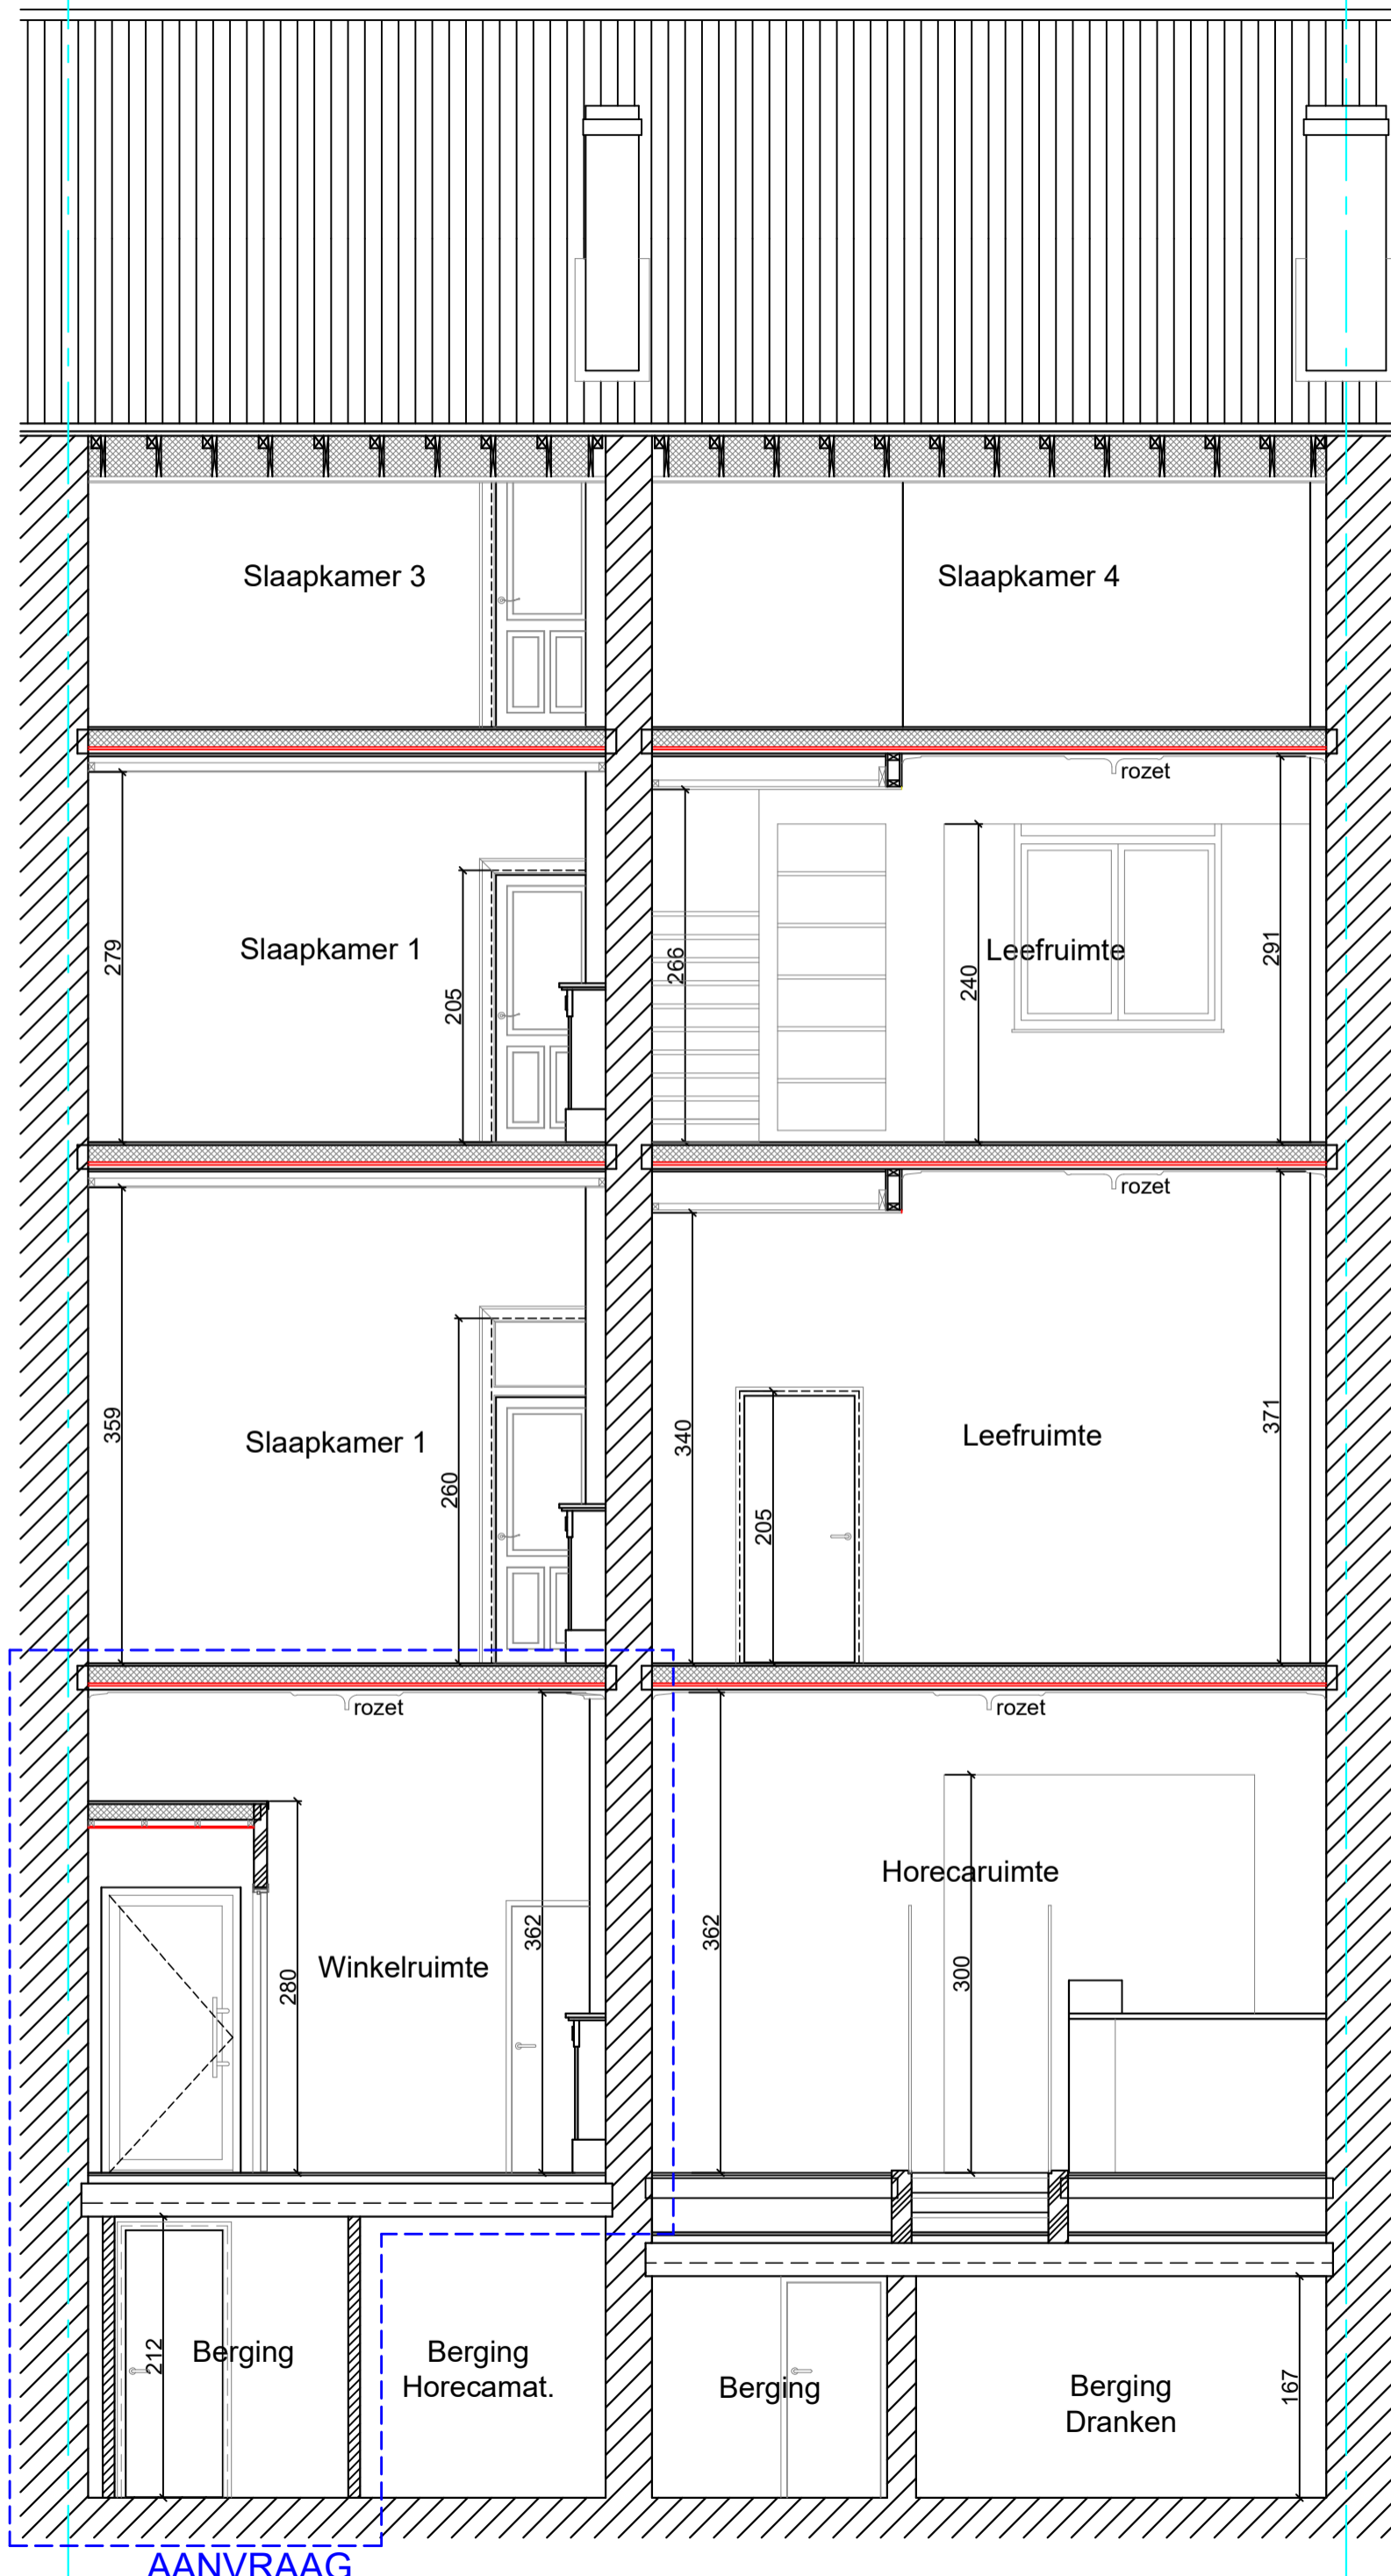 Slaapkamer 3
Slaapkamer 4
rozet
279
Slaapkamer 1
205
266
240
Leefruimte
291
rozet
359
Slaapkamer 1
260
340
205
Leefruimte
371
rozet
rozet
280
Winkelruimte
362
362
Horecaruimte
300
212
Berging
Berging
Horecamat.
Berging
Berging
Dranken
167
AANVRAAG